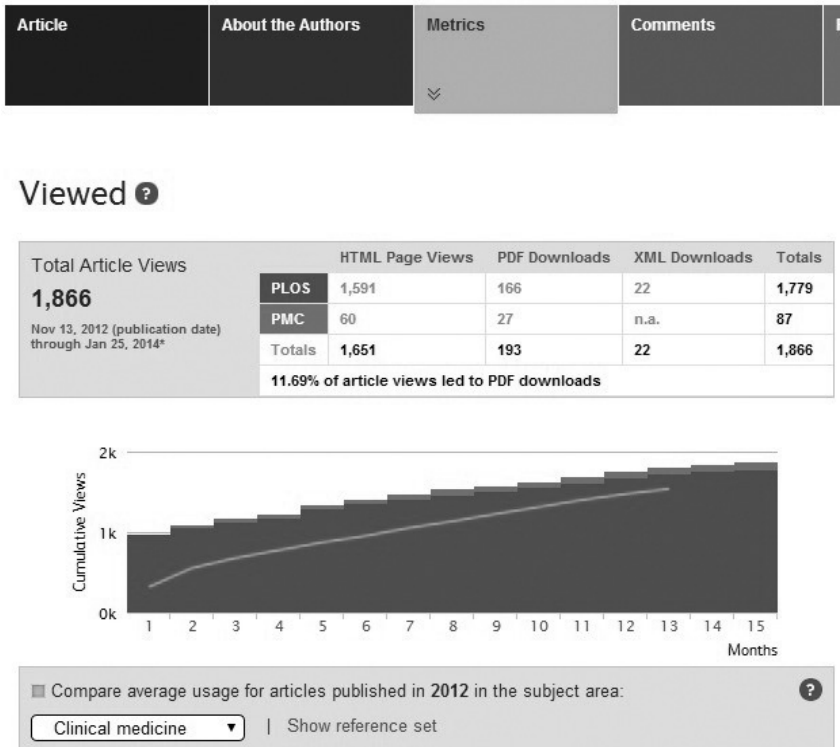 Article About the Authors Metrics Comments
Viewed ?
Total Article Views
1,866
Nov 13, 2012 (publication date)
through Jan 25, 2014*
HTML Page Views PDF Downloads XML Downloads Totals
PLOS 1,591 166 22 1,779
PMC 60 27 n.a. 87
Totals 1,651 193 22 1,866
11.69% of article views led to PDF downloads
2k
1k
0k
Cumulative Views
1 2 3 4 5 6 7 8 9 10 11 12 13 14 15
Months
Compare average usage for articles published in 2012 in the subject area: ?
Clinical medicine ▼ | Show reference set